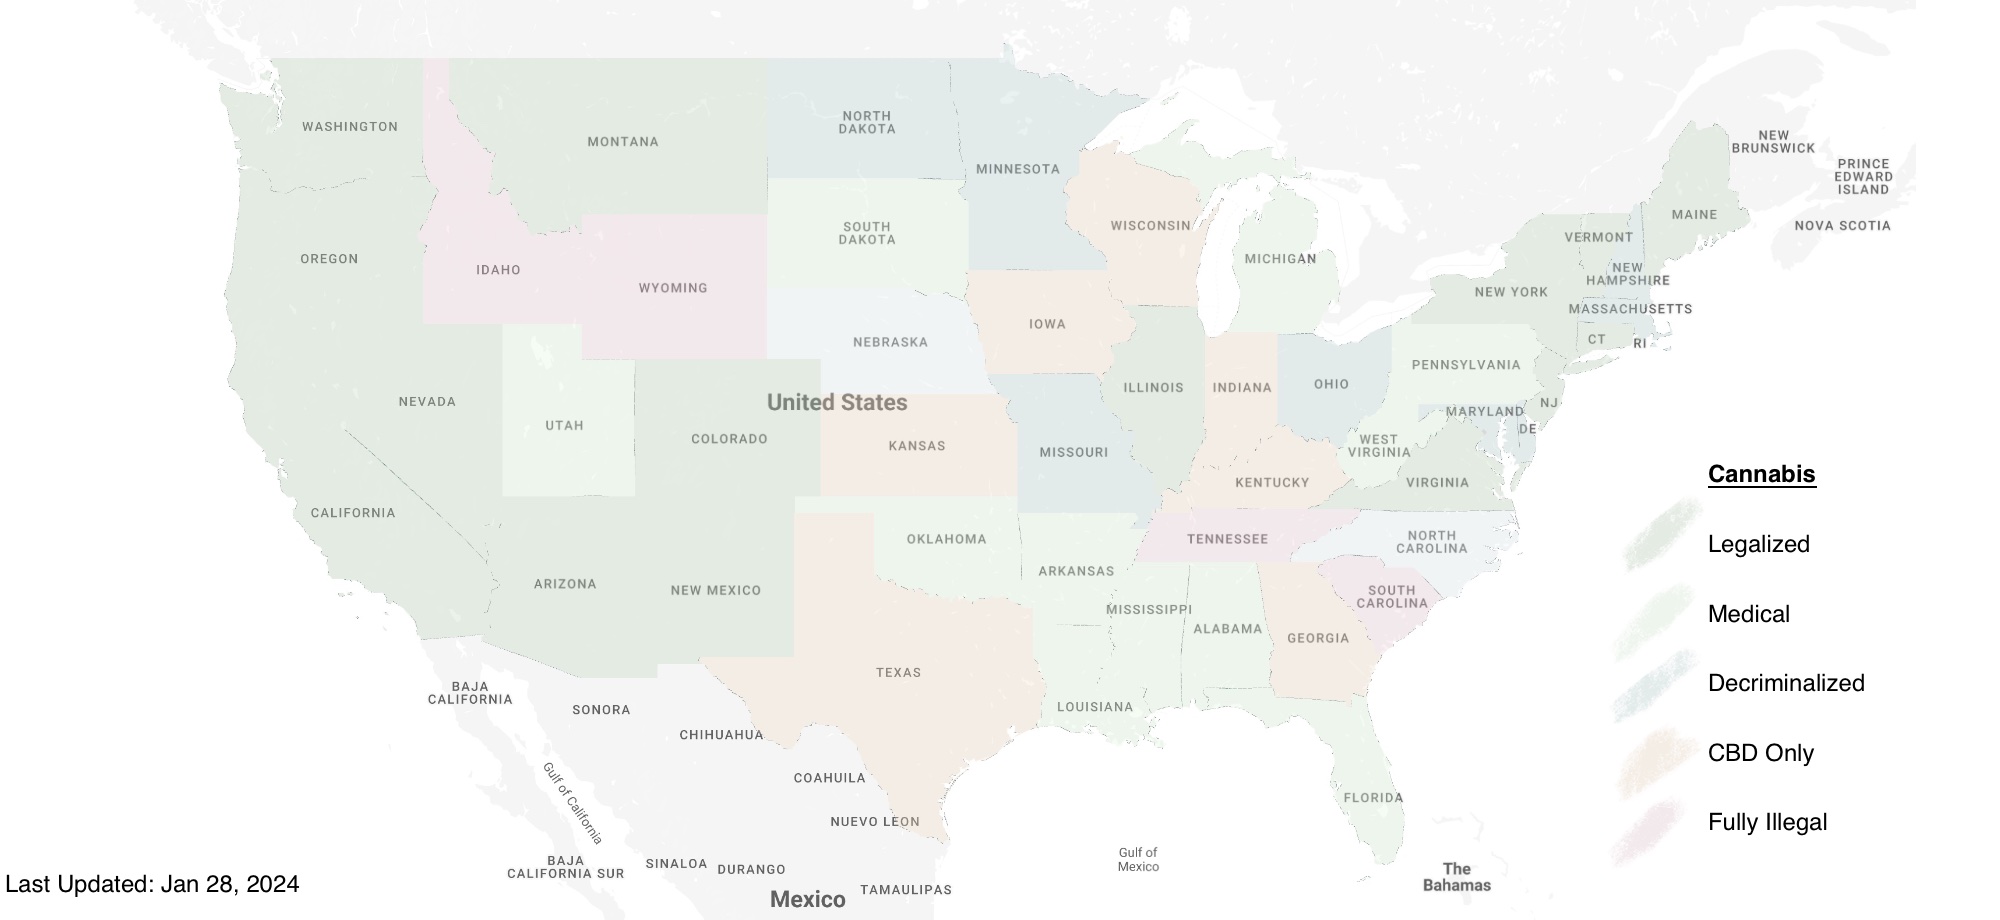 WASHINGTON
MONTANA
NORTH
DAKOTA
MINNESOTA
NEW
BRUNSWICK
PRINCE
EDWARD
ISLAND
NOVA SCOTIA
MAINE
VERMONT
NEW
HAMPSHIRE
OREGON
IDAHO
WYOMING
SOUTH
DAKOTA
WISCONSIN
MICHIGAN
NEW YORK
MASSACHUSETTS
CT
RI
IOWA
NEBRASKA
PENNSYLVANIA
NEVADA
UTAH
United States
COLORADO
KANSAS
ILLINOIS
INDIANA
OHIO
MARYLAND
NJ
DE
MISSOURI
WEST
VIRGINIA
KENTUCKY
VIRGINIA
CALIFORNIA
ARIZONA
NEW MEXICO
OKLAHOMA
ARKANSAS
TENNESSEE
NORTH
CAROLINA
SOUTH
CAROLINA
MISSISSIPPI
ALABAMA
GEORGIA
TEXAS
LOUISIANA
FLORIDA
BAJA
CALIFORNIA
SONORA
CHIHUAHUA
COAHUILA
Gulf of California
NUEVO LEON
BAJA
CALIFORNIA SUR
SINALOA
DURANGO
TAMAULIPAS
Mexico
Gulf of
Mexico
The
Bahamas
Cannabis
Legalized
Medical
Decriminalized
CBD Only
Fully Illegal
Last Updated: Jan 28, 2024